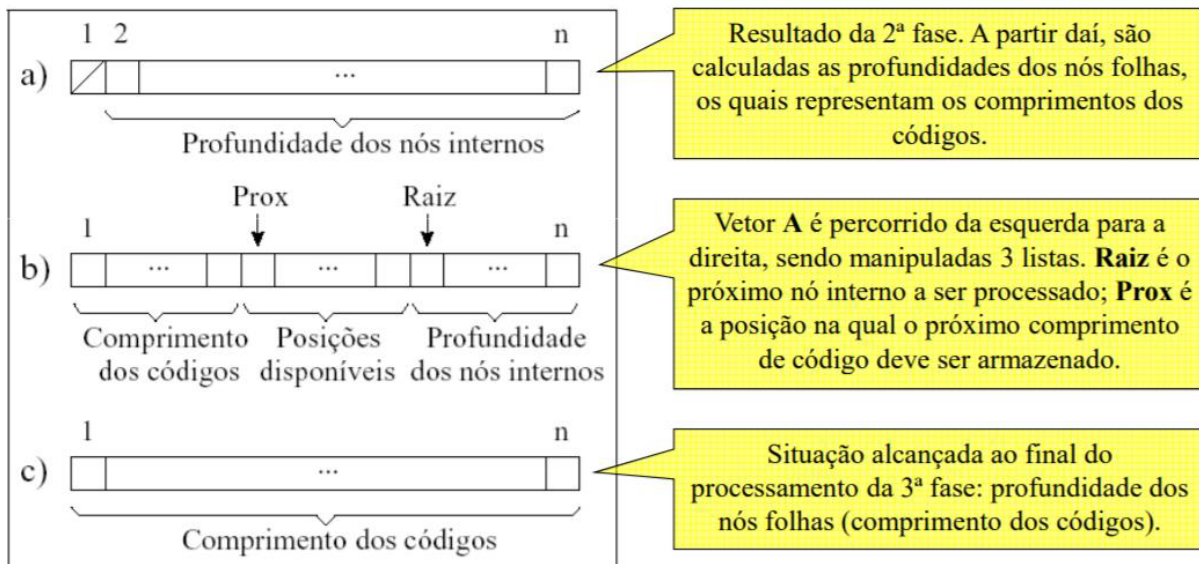 1 2 n
a) ...
Profundidade dos nós internos
Resultado da 2ª fase. A partir daí, são
calculadas as profundidades dos nós folhas,
os quais representam os comprimentos dos
códigos.
Prox Raiz
1 n
b) ... ... ...
Comprimento Posições Profundidade
dos códigos disponíveis dos nós internos
Vetor A é percorrido da esquerda para a
direita, sendo manipuladas 3 listas. Raiz é o
próximo nó interno a ser processado; Prox é
a posição na qual o próximo comprimento
de código deve ser armazenado.
1 n
c) ...
Comprimento dos códigos
Situação alcançada ao final do
processamento da 3ª fase: profundidade dos
nós folhas (comprimento dos códigos).